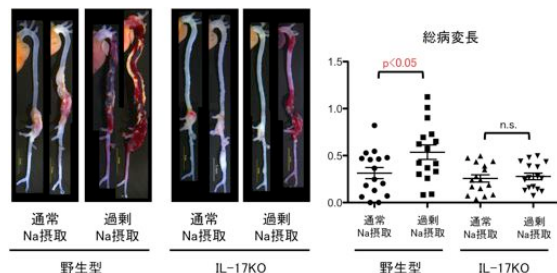 総病変長
p<0.05
n.s.
1.5
1.0
0.5
0.0
通常 過剰 通常 過剰
Na摂取 Na摂取 Na摂取 Na摂取
野生型 IL-17KO
通常 過剰 通常 過剰
Na摂取 Na摂取 Na摂取 Na摂取
野生型 IL-17KO